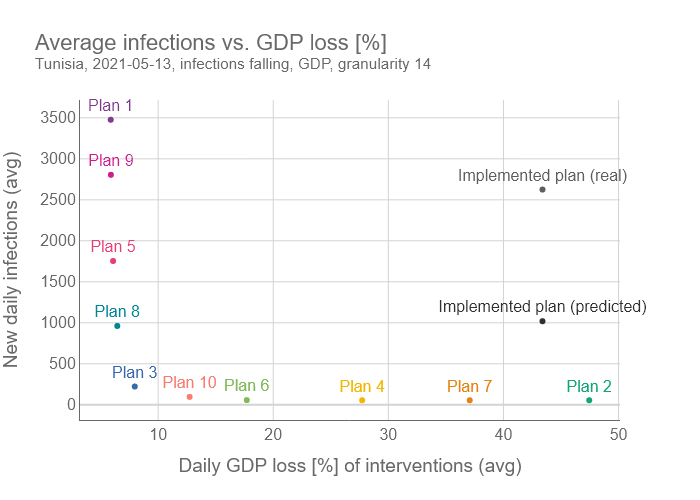 Average infections vs. GDP loss [%]
Tunisia, 2021-05-13, infections falling, GDP, granularity 14
Plan 1
3500
Plan 9
3000
Implemented plan (real)
2500
Plan 5
2000
1500
Plan 8
Implemented plan (predicted)
1000
Plan 3
Plan 10
Plan 6
Plan 4
Plan 7
Plan 2
500
0
10
20
30
40
50
New daily infections (avg)
Daily GDP loss [%] of interventions (avg)